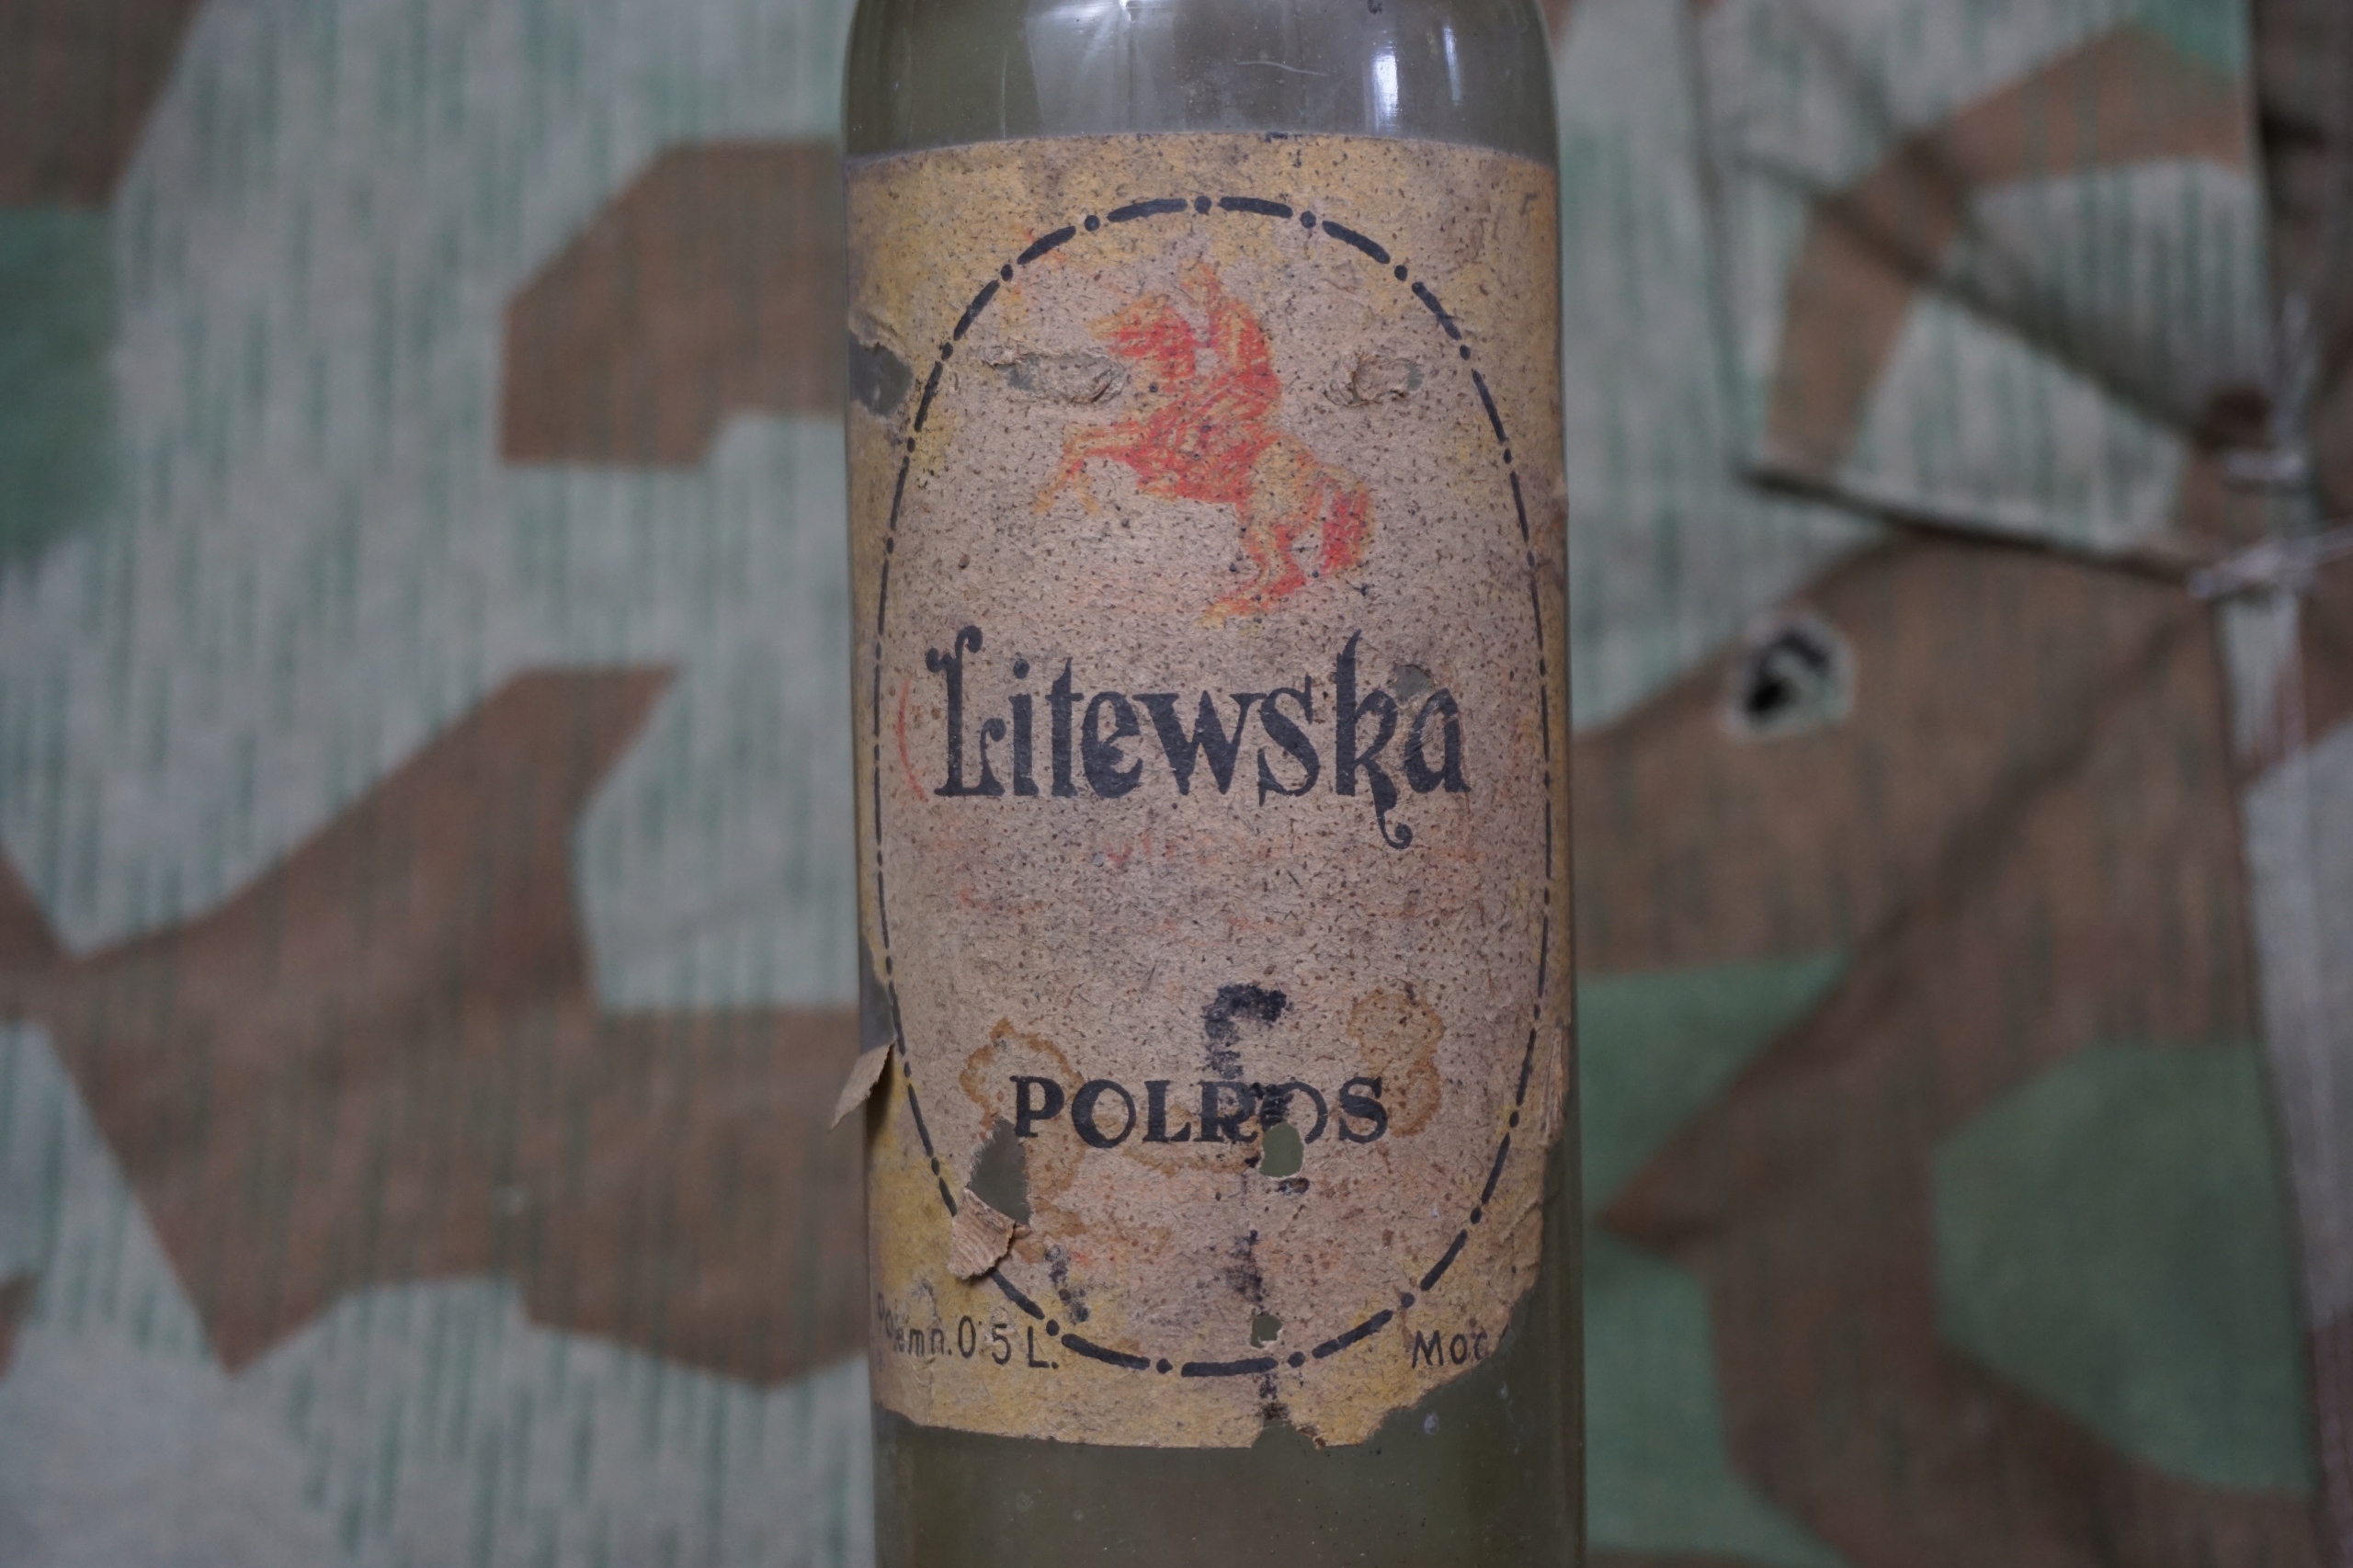 Litewska
POLROS
Pojemn. 0.5 L.
Moc